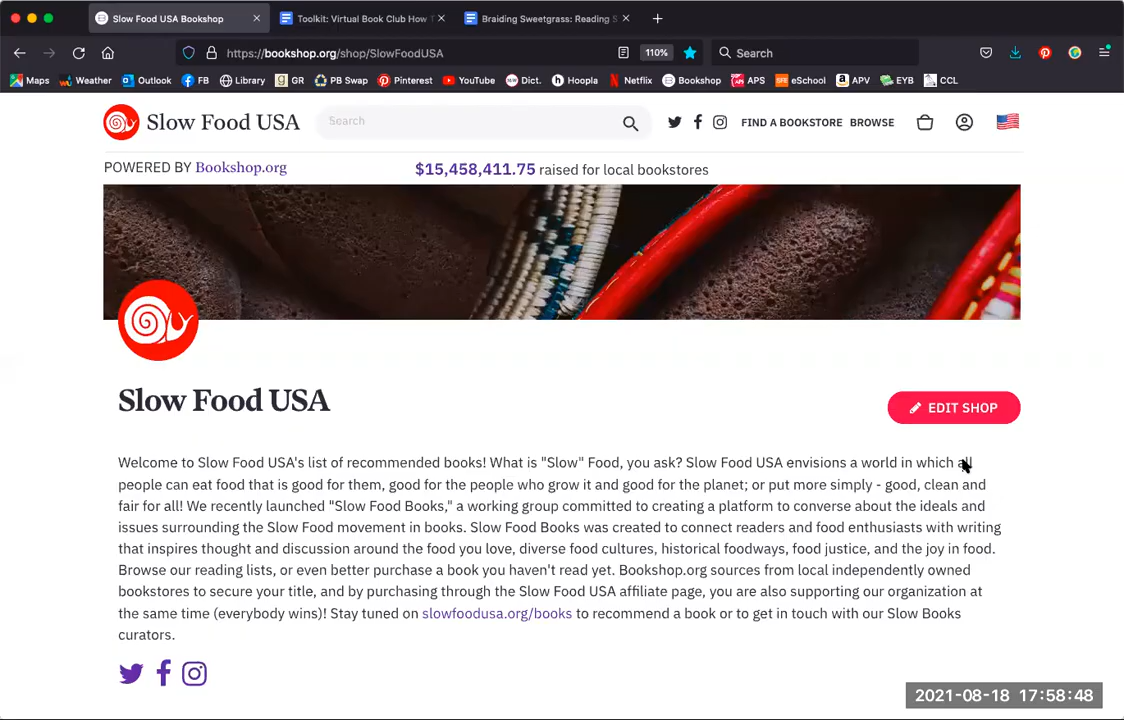 Slow Food USA Bookshop
Toolkit: Virtual Book Club How
Braiding Sweetgrass: Reading S
https://bookshop.org/shop/SlowFoodUSA
110%
Search
Maps
Weather
Outlook
FB
Library
GR
PB Swap
Pinterest
YouTube
Dict.
Hoopla
Netflix
Bookshop
APS
eSchool
APV
EYB
CCL
Slow Food USA
Search
FIND A BOOKSTORE
BROWSE
POWERED BY Bookshop.org
$15,458,411.75 raised for local bookstores
Slow Food USA
EDIT SHOP
Welcome to Slow Food USA's list of recommended books! What is "Slow" Food, you ask? Slow Food USA envisions a world in which all
people can eat food that is good for them, good for the people who grow it and good for the planet; or put more simply - good, clean and
fair for all! We recently launched "Slow Food Books," a working group committed to creating a platform to converse about the ideals and
issues surrounding the Slow Food movement in books. Slow Food Books was created to connect readers and food enthusiasts with writing
that inspires thought and discussion around the food you love, diverse food cultures, historical foodways, food justice, and the joy in food.
Browse our reading lists, or even better purchase a book you haven't read yet. Bookshop.org sources from local independently owned
bookstores to secure your title, and by purchasing through the Slow Food USA affiliate page, you are also supporting our organization at
the same time (everybody wins)! Stay tuned on slowfoodusa.org/books to recommend a book or to get in touch with our Slow Books
curators.
2021-08-18 17:58:48